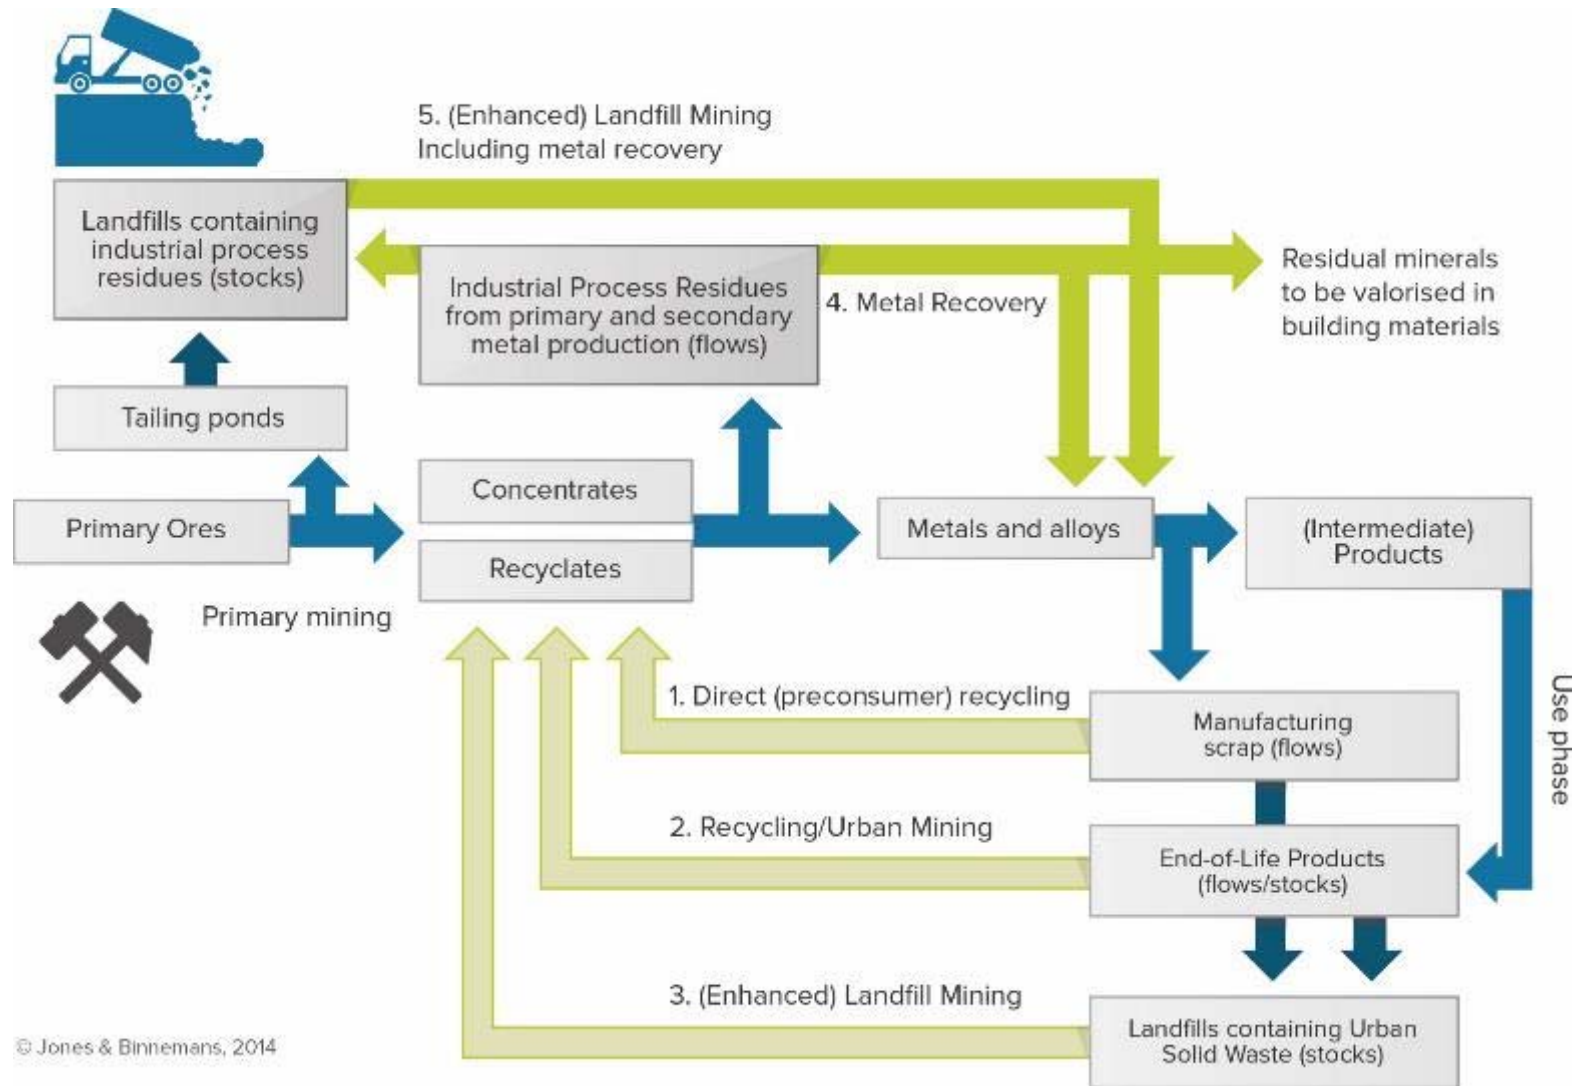 5. (Enhanced) Landfill Mining
Including metal recovery
Landfills containing
industrial process
residues (stocks)
Industrial Process Residues
from primary and secondary
metal production (flows)
4. Metal Recovery
Residual minerals
to be valorised in
building materials
Tailing ponds
Primary Ores
Concentrates
Recyclates
Metals and alloys
(Intermediate)
Products
Primary mining
1. Direct (preconsumer) recycling
Manufacturing
scrap (flows)
Use phase
2. Recycling/Urban Mining
End-of-Life Products
(flows/stocks)
3. (Enhanced) Landfill Mining
Landfills containing Urban
Solid Waste (stocks)
© Jones & Binnemans, 2014